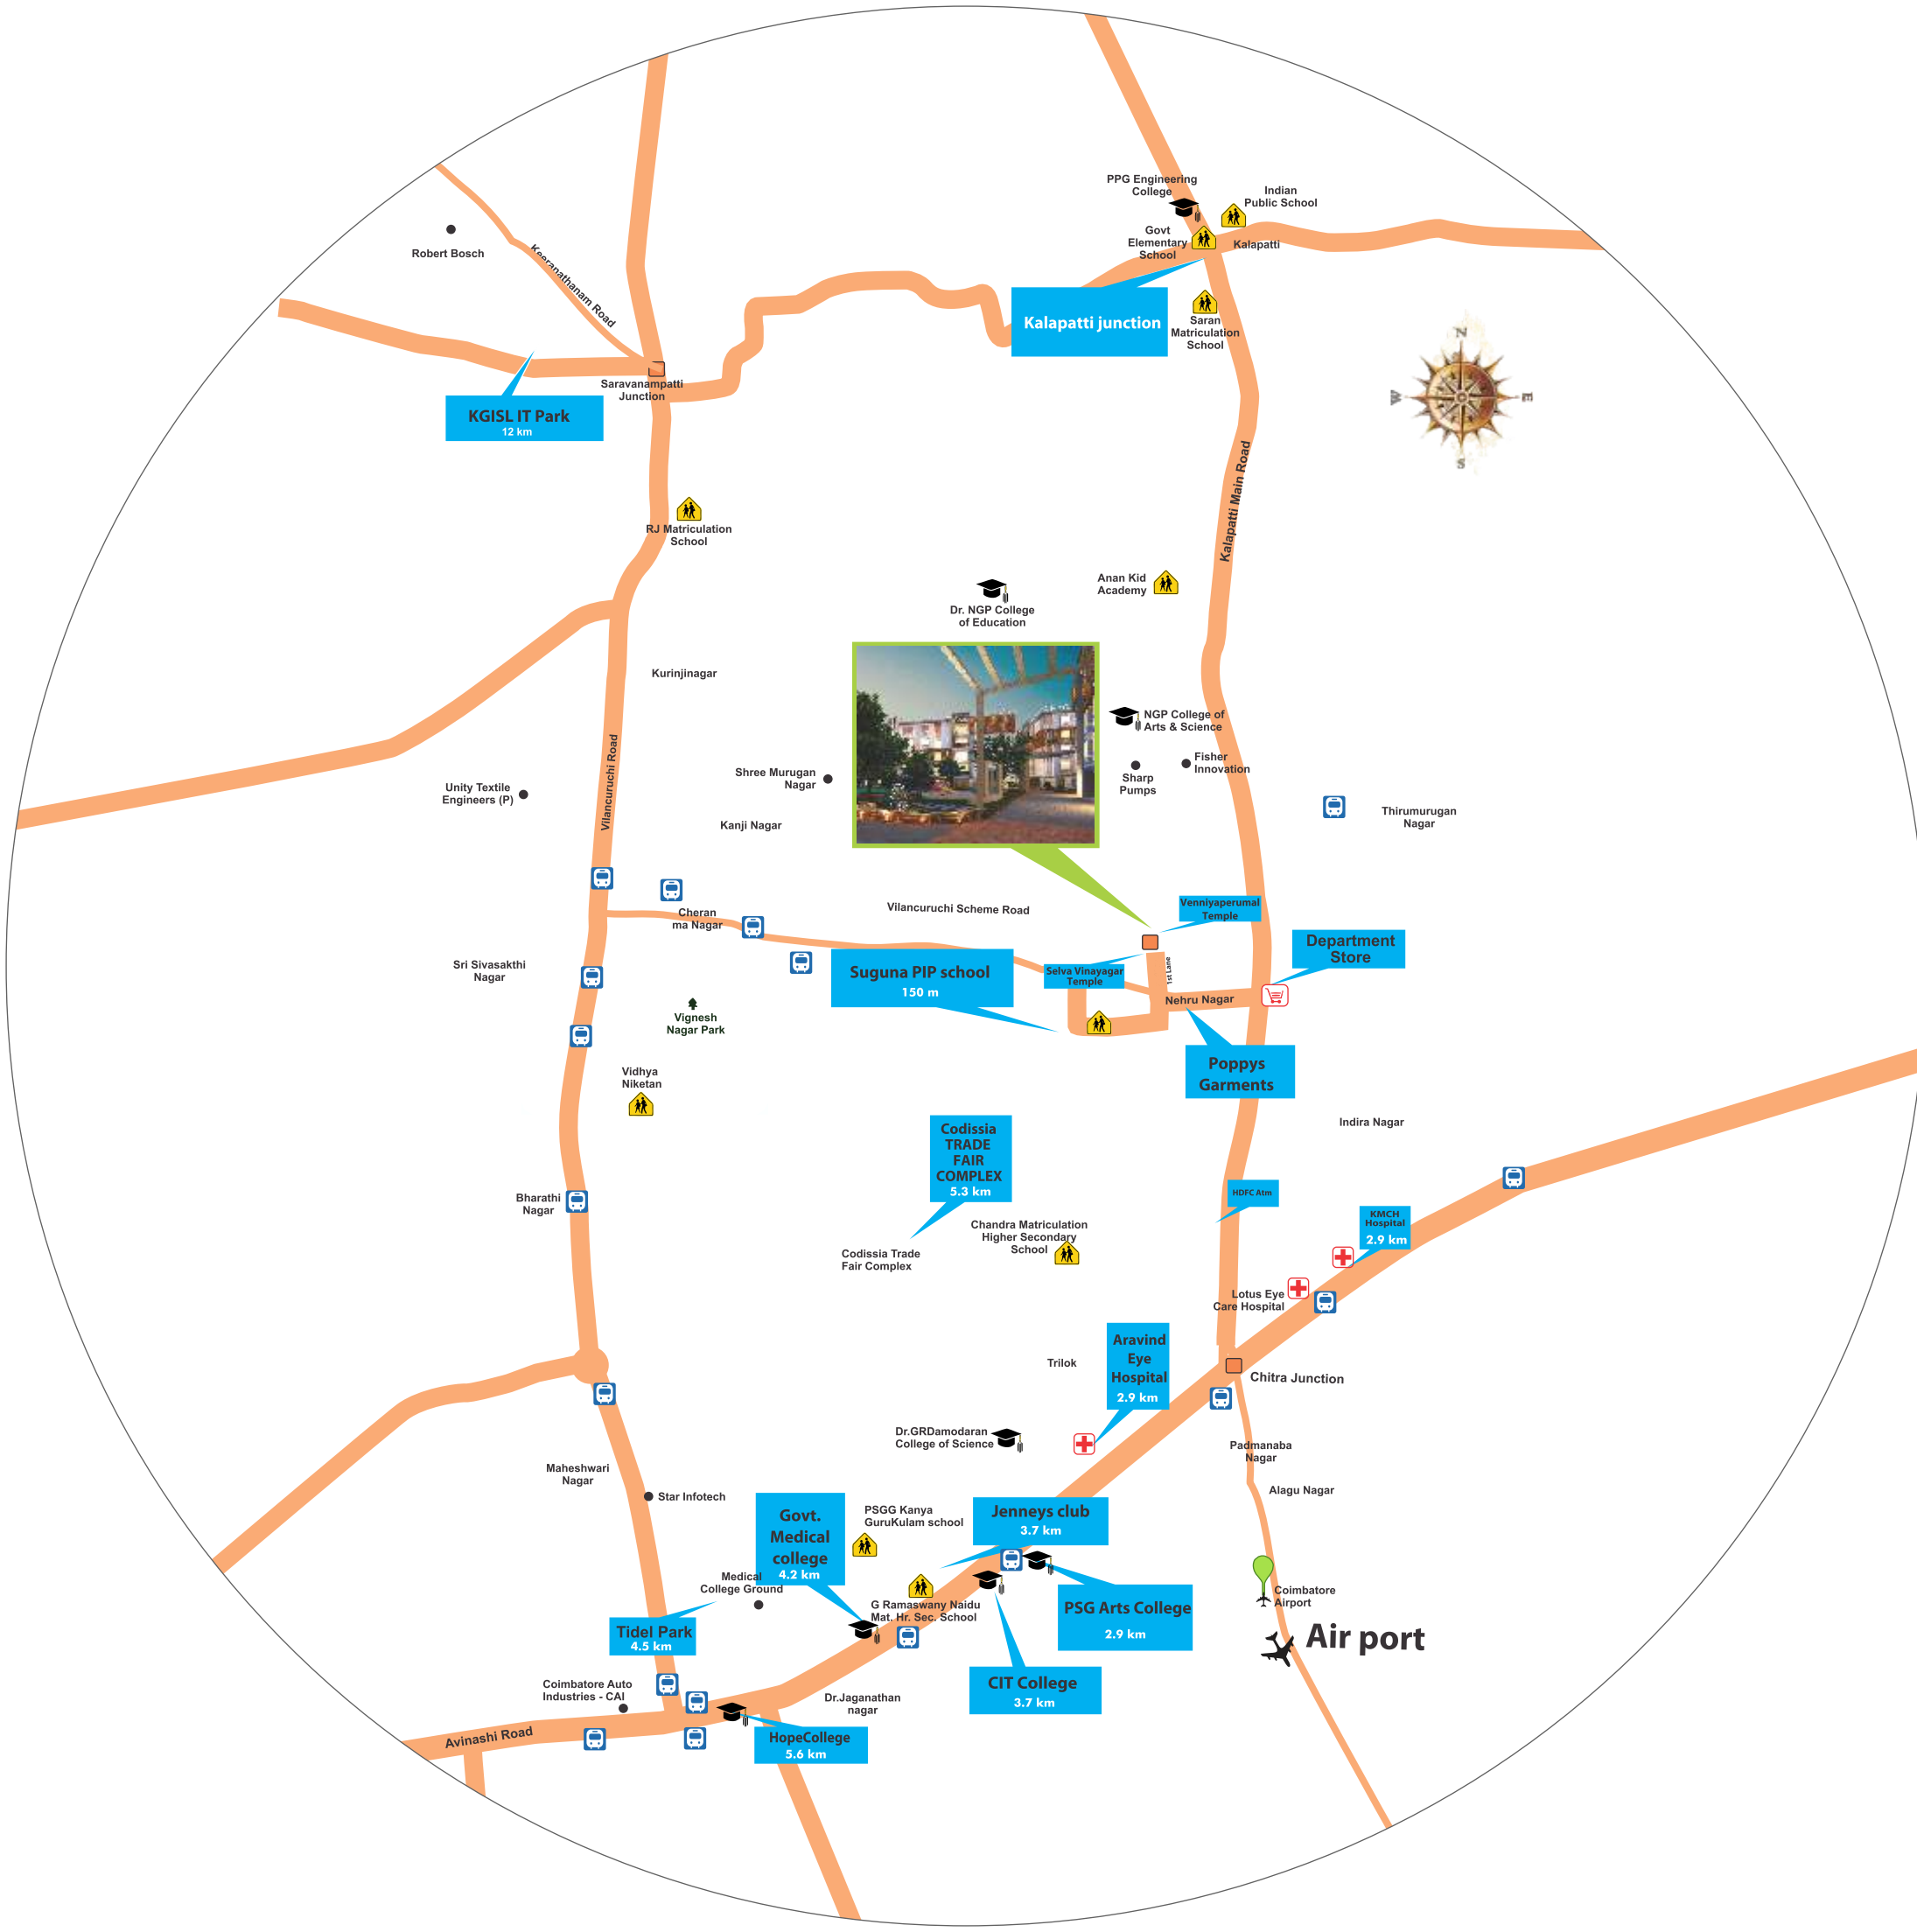 PPG Engineering
College
Indian
Public School
Govt
Elementary
School
Kalapatti
Robert Bosch
Keeranathanam Road
Kalapatti junction
Saran
Matriculation
School
N
W
E
S
Saravanampatti
Junction
KGISL IT Park
12 km
Kalapatti Main Road
RJ Matriculation
School
Anan Kid
Academy
Dr. NGP College
of Education
Kurinjinagar
NGP College of
Arts & Science
Vilancuruchi Road
Fisher
Innovation
Sharp
Pumps
Shree Murugan
Nagar
Unity Textile
Engineers (P)
Kanji Nagar
Thirumurugan
Nagar
Cheran
ma Nagar
Vilancuruchi Scheme Road
Venniyaperumal
Temple
Department
Store
Sri Sivasakthi
Nagar
Suguna PIP school
150 m
Selva Vinayagar
Temple
1st Lane
Nehru Nagar
Vignesh
Nagar Park
Poppys
Garments
Vidhya
Niketan
Indira Nagar
Codissia
TRADE
FAIR
COMPLEX
5.3 km
Bharathi
Nagar
HDFC Atm
KMCH
Hospital
2.9 km
Chandra Matriculation
Higher Secondary
School
Codissia Trade
Fair Complex
Lotus Eye
Care Hospital
Aravind
Eye
Hospital
2.9 km
Trilok
Chitra Junction
Dr.GRDamodaran
College of Science
Padmanaba
Nagar
Maheshwari
Nagar
Star Infotech
Alagu Nagar
Govt.
Medical
college
4.2 km
PSGG Kanya
GuruKulam school
Jenneys club
3.7 km
Medical
College Ground
G Ramaswany Naidu
Mat. Hr. Sec. School
PSG Arts College
2.9 km
Coimbatore
Airport
Tidel Park
4.5 km
Air port
CIT College
3.7 km
Coimbatore Auto
Industries - CAI
Dr.Jaganathan
nagar
Avinashi Road
HopeCollege
5.6 km